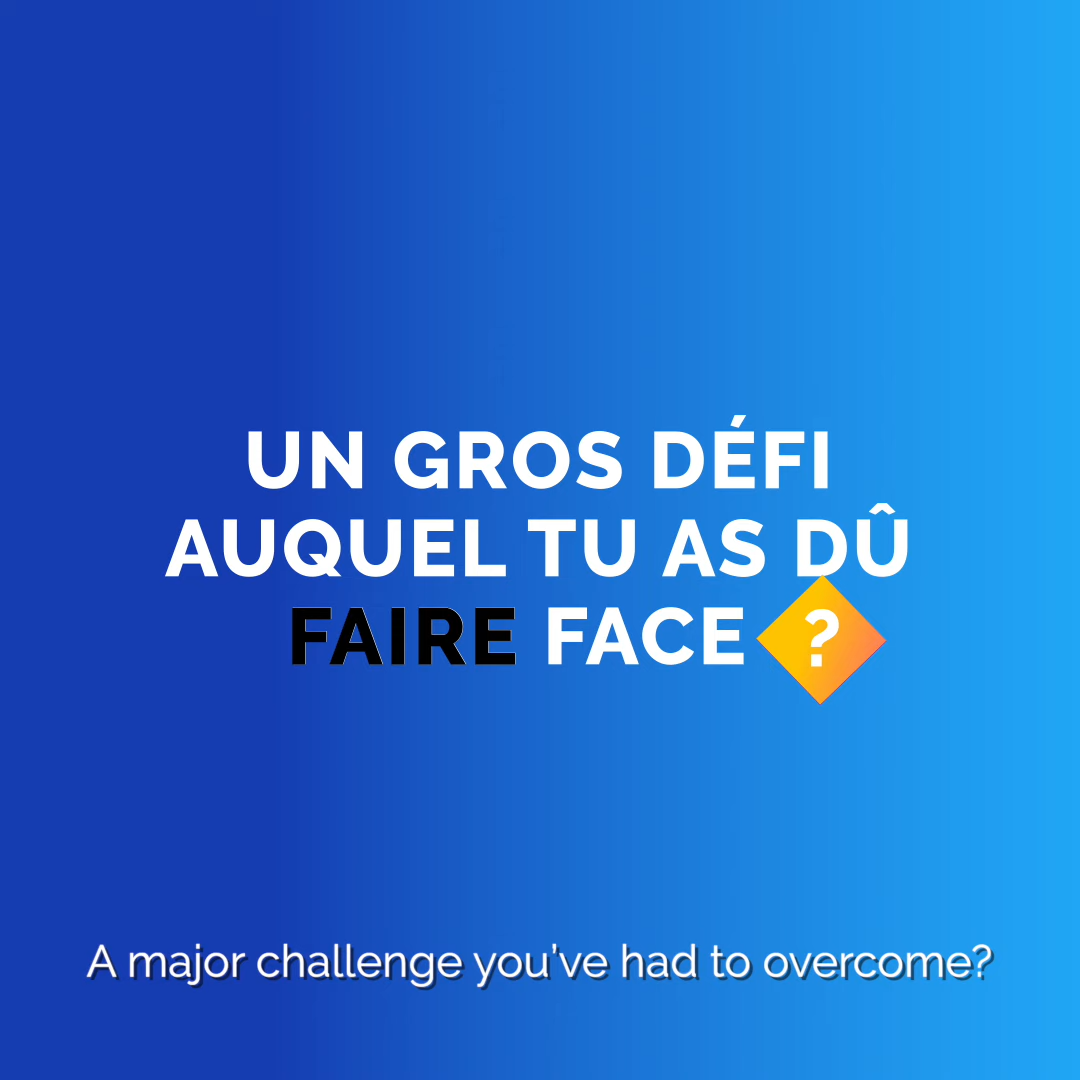 UN GROS DÉFI
AUQUEL TU AS DÛ
FAIRE FACE ?
A major challenge you've had to overcome?